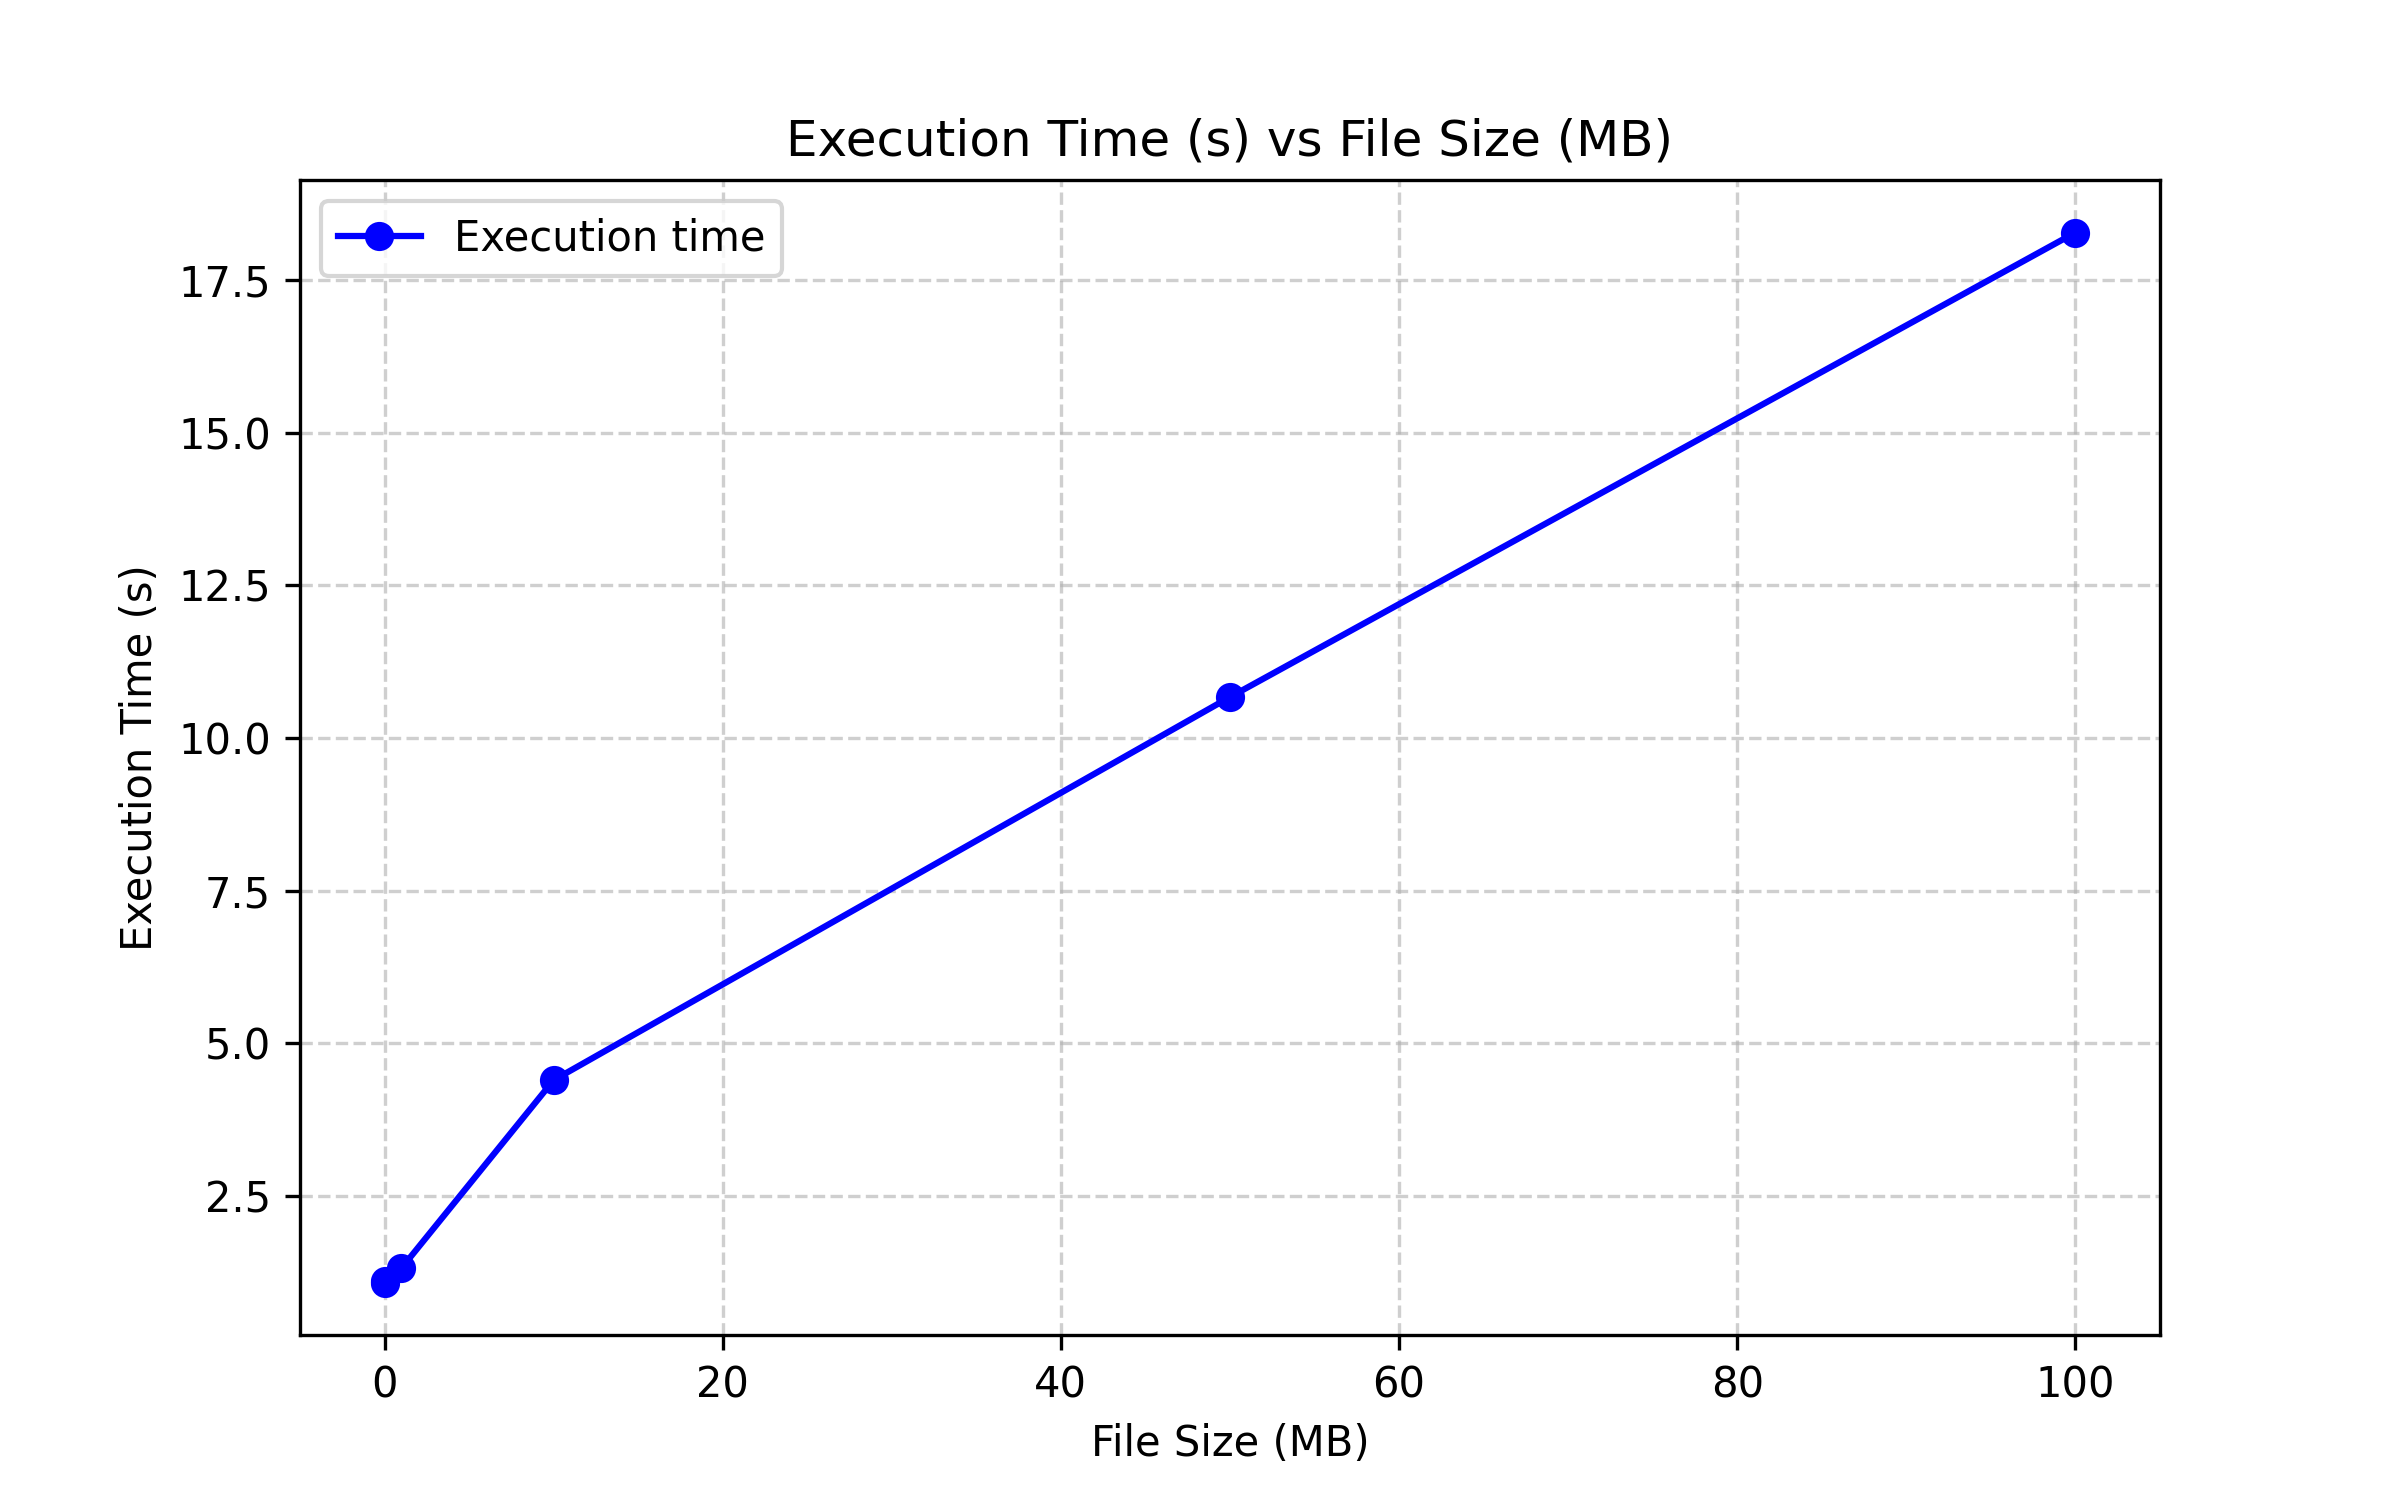 Execution Time (s) vs File Size (MB)
Execution time
17.5
15.0
12.5
10.0
7.5
5.0
2.5
Execution Time (s)
0 20 40 60 80 100
File Size (MB)